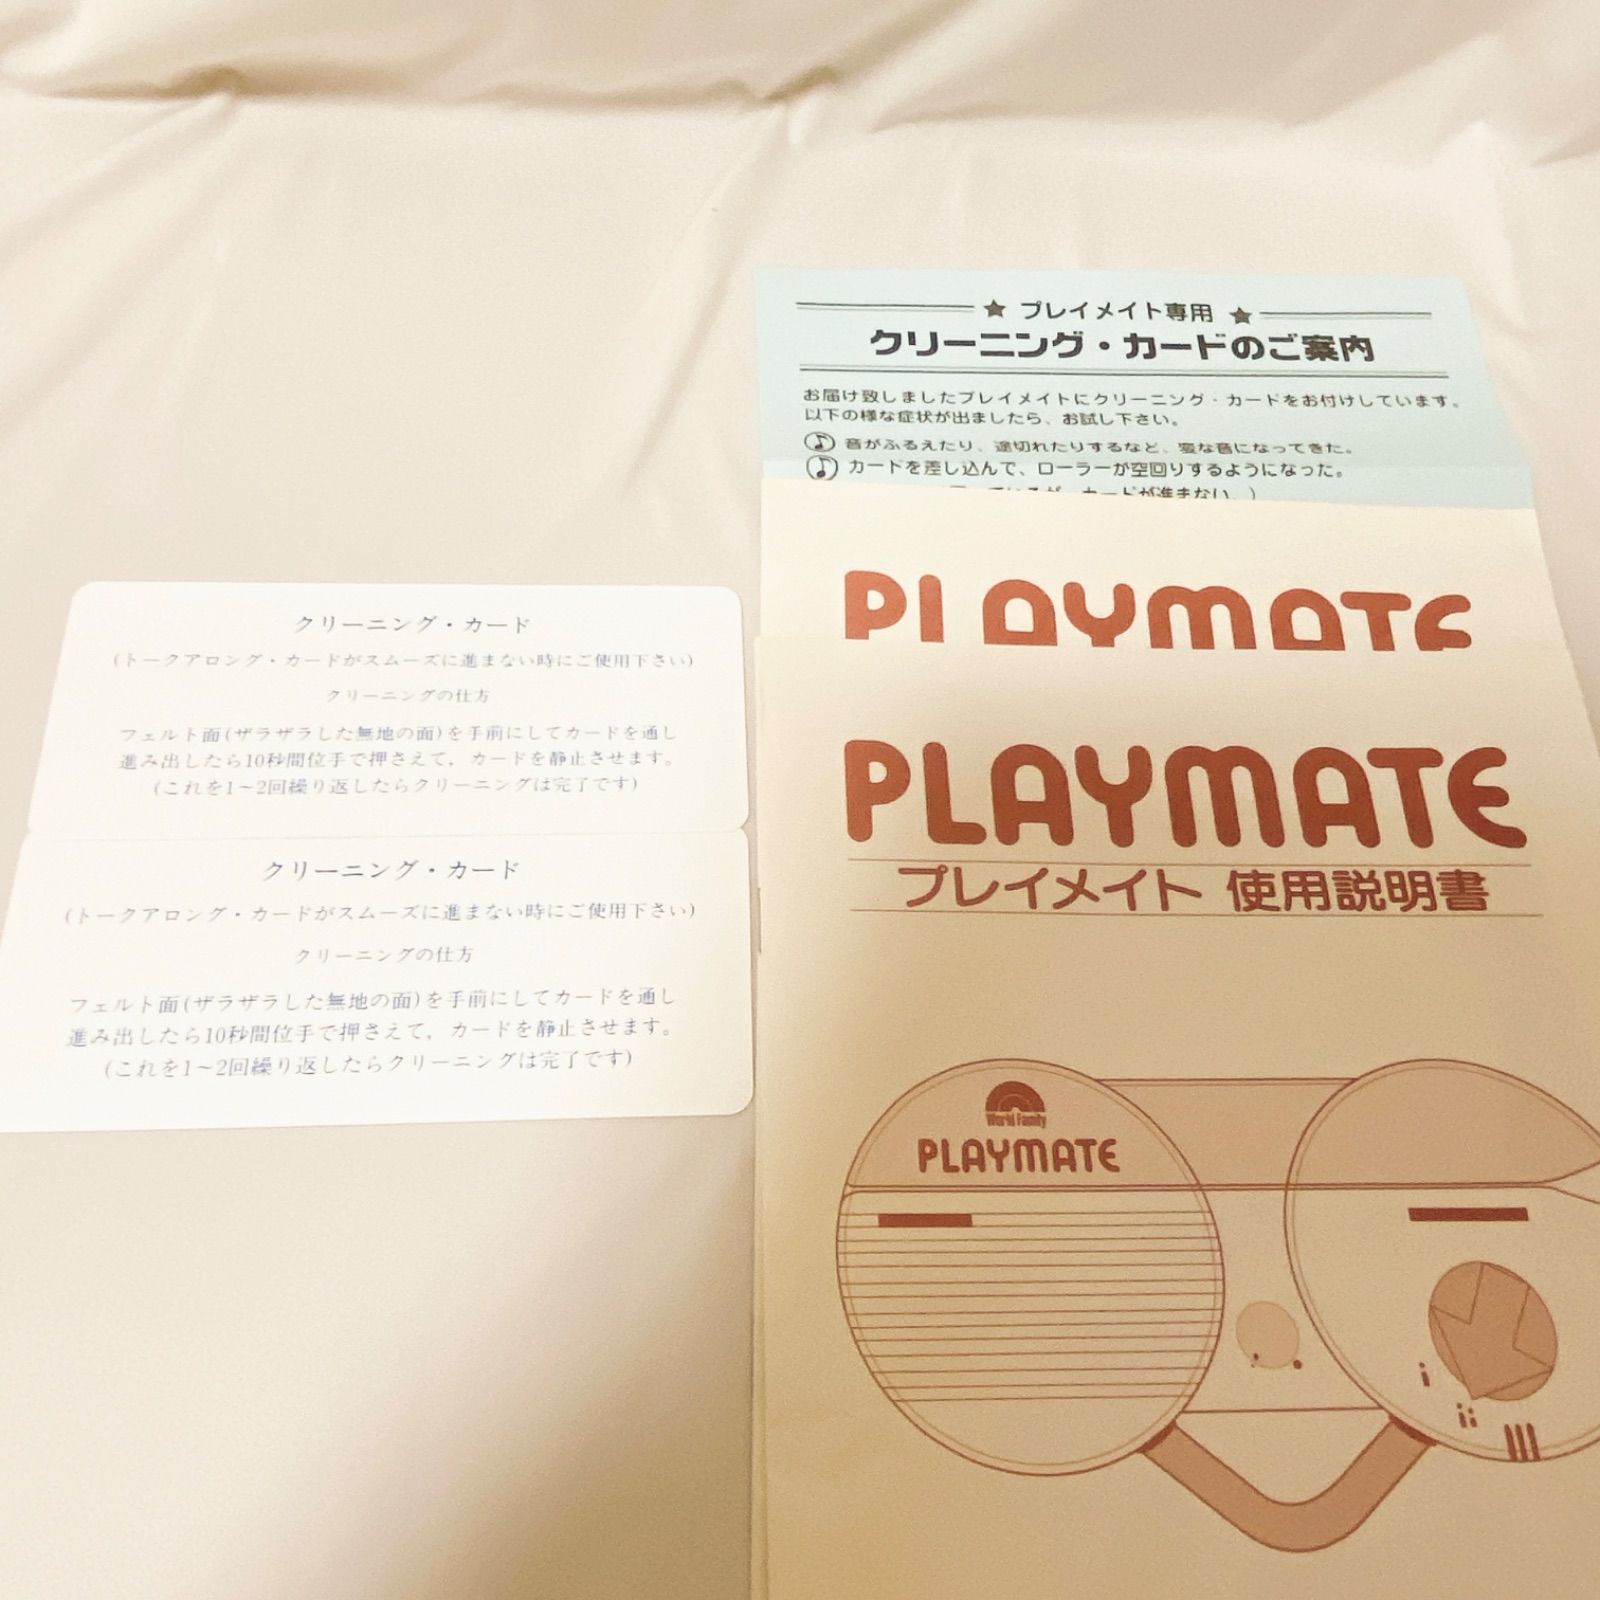 クリーニング・カード
(トークアロング・カードがスムーズに進まない時にご使用下さい)
クリーニングの仕方
フェルト面(ザラザラした無地の面)を手前にしてカードを通し
進み出したら10秒間位手で押さえて,カードを静止させます。
(これを1〜2回繰り返したらクリーニングは完了です)
クリーニング・カード
(トークアロング・カードがスムーズに進まない時にご使用下さい)
クリーニングの仕方
フェルト面(ザラザラした無地の面)を手前にしてカードを通し
進み出したら10秒間位手で押さえて,カードを静止させます。
(これを1〜2回繰り返したらクリーニングは完了です)
★ プレイメイト専用 ★
クリーニング・カードのご案内
お届け致しましたプレイメイトにクリーニング・カードをお付けしています。
以下の様な症状が出ましたら、お試し下さい。
音がふるえたり、途切れたりするなど、変な音になってきた。
カードを差し込んで、ローラーが空回りするようになった。
カードが進まない。)
PLAYMATE
PLAYMATE
プレイメイト 使用説明書
World Family
PLAYMATE